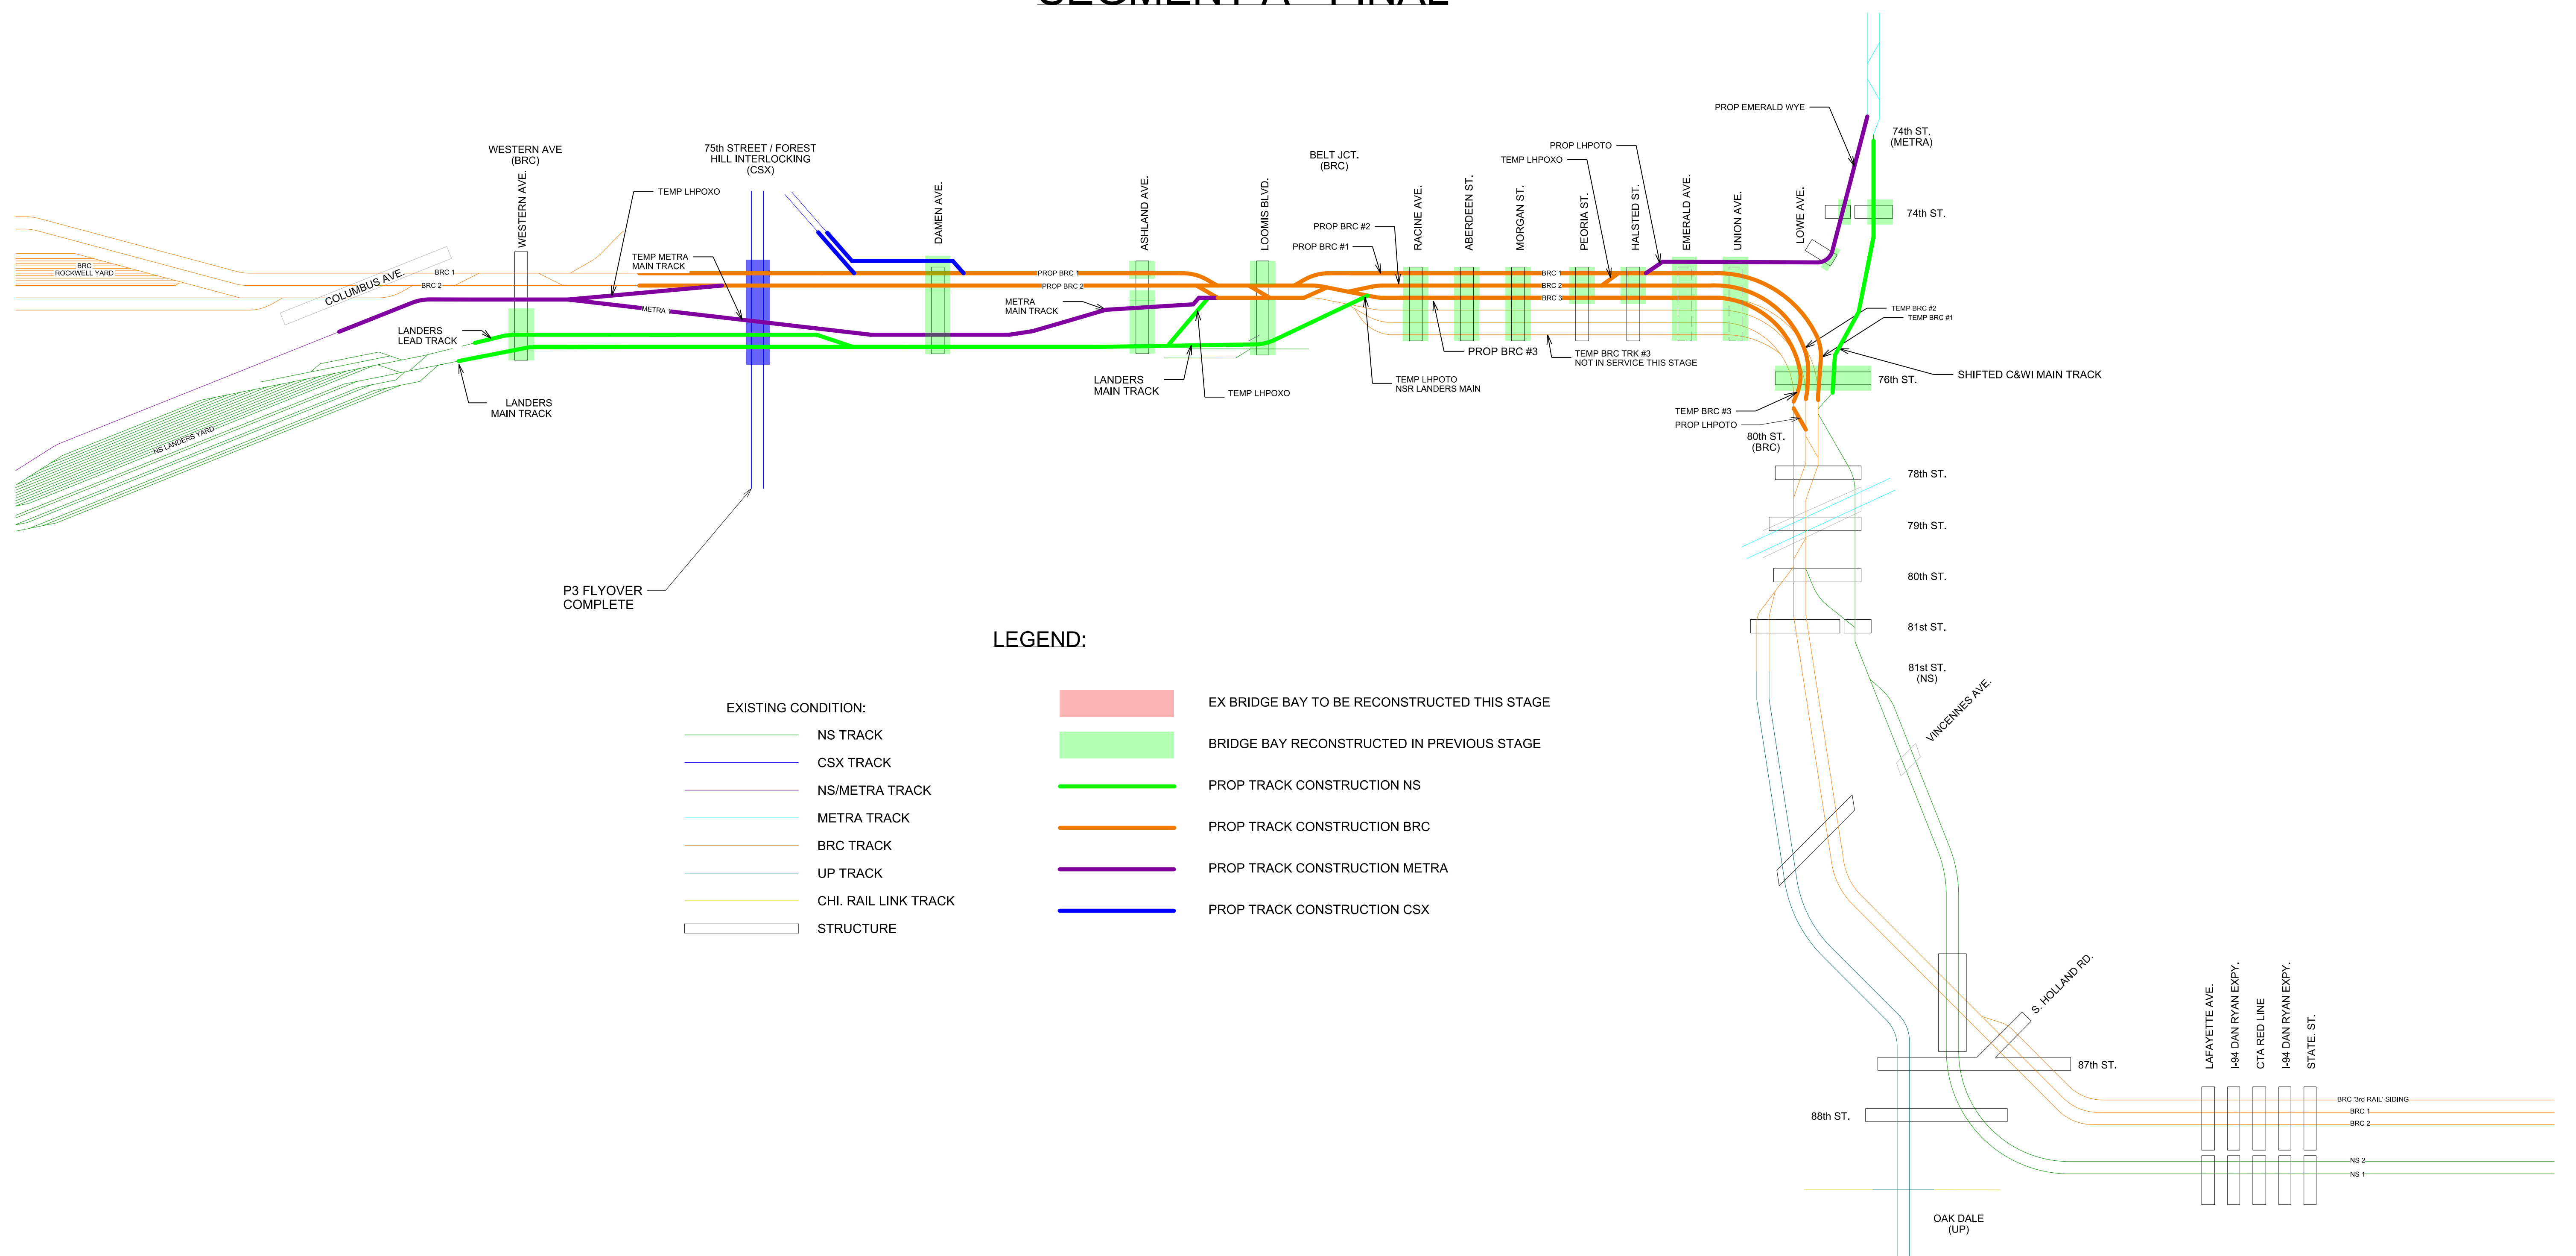 SEGMENT A - FINAL
PROP EMERALD WYE
74th ST.
(METRA)
WESTERN AVE
(BRC)
75th STREET / FOREST
HILL INTERLOCKING
(CSX)
BELT JCT.
(BRC)
PROP LHPOTO
TEMP LHPOXO
TEMP LHPOXO
WESTERN AVE.
DAMEN AVE.
ASHLAND AVE.
LOOMIS BLVD.
RACINE AVE.
ABERDEEN ST.
MORGAN ST.
PEORIA ST.
HALSTED ST.
EMERALD AVE.
UNION AVE.
LOWE AVE.
74th ST.
PROP BRC #2
PROP BRC #1
TEMP METRA
MAIN TRACK
BRC
ROCKWELL YARD
COLUMBUS AVE.
BRC 1
BRC 2
PROP BRC 1
PROP BRC 2
BRC 1
BRC 2
BRC 3
METRA
METRA
MAIN TRACK
TEMP BRC #2
TEMP BRC #1
LANDERS
LEAD TRACK
PROP BRC #3
TEMP BRC TRK #3
NOT IN SERVICE THIS STAGE
LANDERS
MAIN TRACK
TEMP LHPOXO
TEMP LHPOTO
NSR LANDERS MAIN
76th ST.
SHIFTED C&WI MAIN TRACK
LANDERS
MAIN TRACK
NS LANDERS YARD
TEMP BRC #3
PROP LHPOTO
80th ST.
(BRC)
78th ST.
79th ST.
80th ST.
81st ST.
81st ST.
(NS)
VINCENNES AVE.
P3 FLYOVER
COMPLETE
LEGEND:
EXISTING CONDITION:
NS TRACK
CSX TRACK
NS/METRA TRACK
METRA TRACK
BRC TRACK
UP TRACK
CHI. RAIL LINK TRACK
STRUCTURE
EX BRIDGE BAY TO BE RECONSTRUCTED THIS STAGE
BRIDGE BAY RECONSTRUCTED IN PREVIOUS STAGE
PROP TRACK CONSTRUCTION NS
PROP TRACK CONSTRUCTION BRC
PROP TRACK CONSTRUCTION METRA
PROP TRACK CONSTRUCTION CSX
S. HOLLAND RD.
LAFAYETTE AVE.
I-94 DAN RYAN EXPY.
CTA RED LINE
I-94 DAN RYAN EXPY.
STATE. ST.
87th ST.
88th ST.
BRC '3rd RAIL' SIDING
BRC 1
BRC 2
NS 2
NS 1
OAK DALE
(UP)